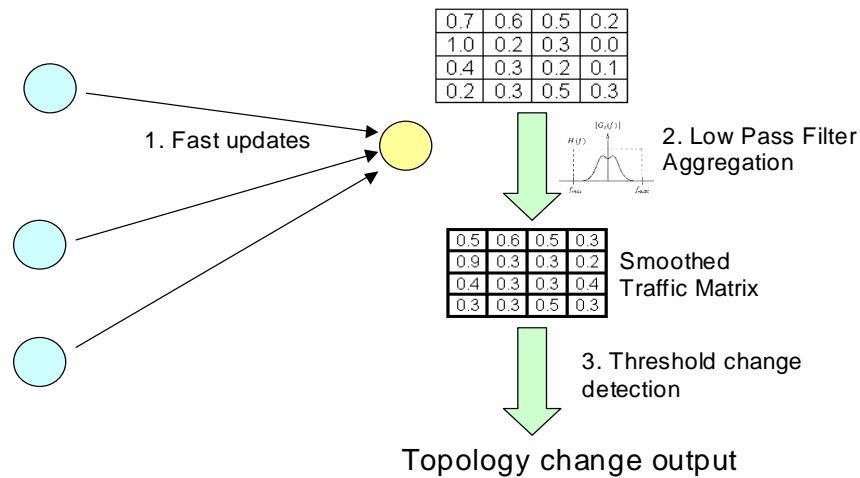 0.7 0.6 0.5 0.2
1.0 0.2 0.3 0.0
0.4 0.3 0.2 0.1
0.2 0.3 0.5 0.3
1. Fast updates
2. Low Pass Filter
Aggregation
H(f)
0.5 0.6 0.5 0.3
0.9 0.3 0.3 0.2
0.4 0.3 0.3 0.4
0.3 0.3 0.5 0.3
Smoothed
Traffic Matrix
3. Threshold change
detection
Topology change output